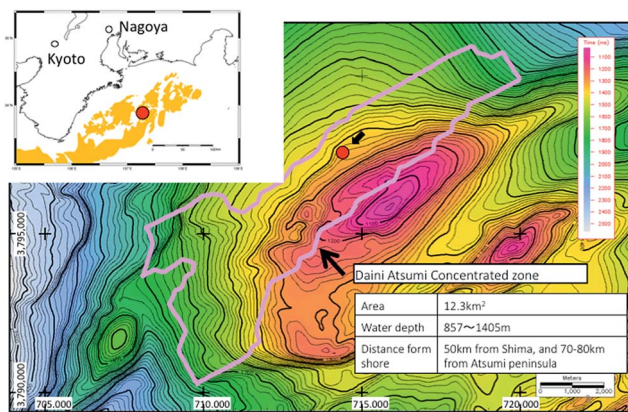 Nagoya
Kyoto
Time (ms)
1100
1200
1300
1400
1500
1600
1700
1800
1900
2000
2100
2200
2300
2400
2500
1100
1200
3,795,000
3,790,000
Daini Atsumi Concentrated zone
Area 12.3km²
Water depth 857～1405m
Distance form shore 50km from Shima, and 70-80km from Atsumi peninsula
Meters
0 1,000 2,000
705,000 710,000 715,000 720,000